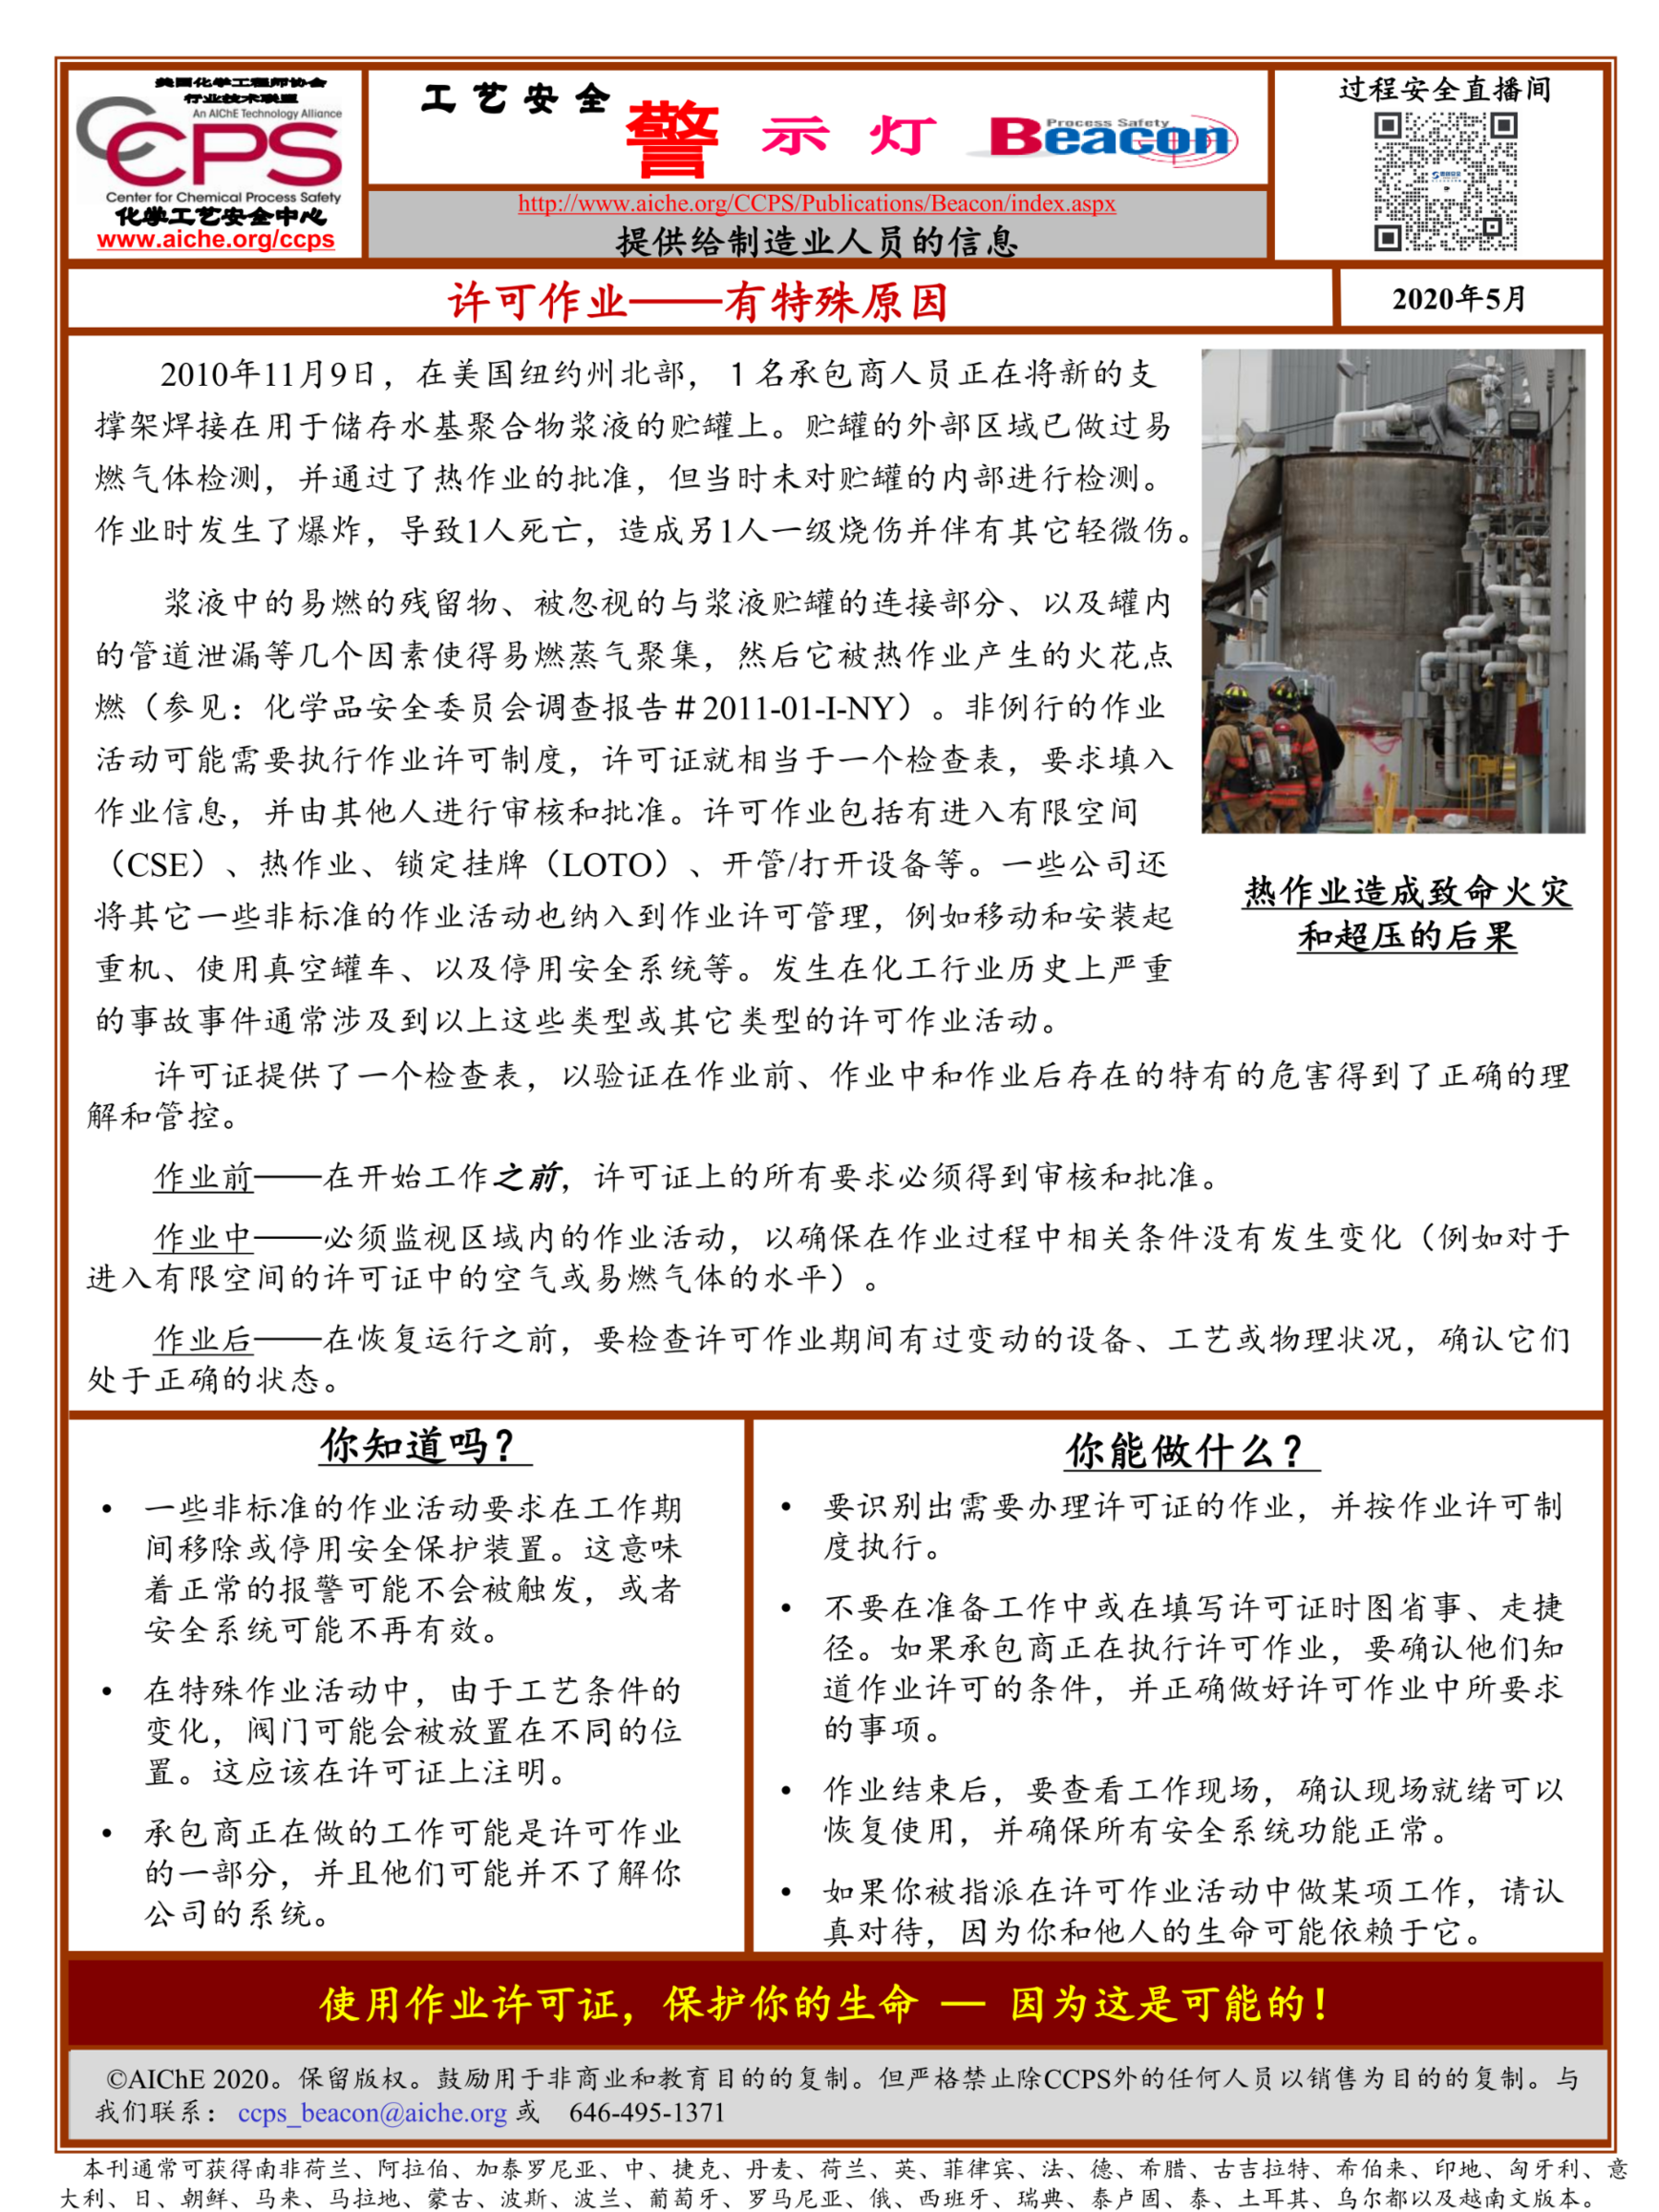 美国化学工程师协会
行业技术联盟
An AIChE Technology Alliance
CCPS
Center for Chemical Process Safety
化学工艺安全中心
www.aiche.org/ccps
工艺安全
警示灯
Process Safety
Beacon
http://www.aiche.org/CCPS/Publications/Beacon/index.aspx
提供给制造业人员的信息
过程安全直播间
许可作业——有特殊原因
2020年5月
2010年11月9日，在美国纽约州北部，1名承包商人员正在将新的支
撑架焊接在用于储存水基聚合物浆液的贮罐上。贮罐的外部区域已做过易
燃气体检测，并通过了热作业的批准，但当时未对贮罐的内部进行检测。
作业时发生了爆炸，导致1人死亡，造成另1人一级烧伤并伴有其它轻微伤。
浆液中的易燃的残留物、被忽视的与浆液贮罐的连接部分、以及罐内
的管道泄漏等几个因素使得易燃蒸气聚集，然后它被热作业产生的火花点
燃（参见：化学品安全委员会调查报告＃2011-01-I-NY）。非例行的作业
活动可能需要执行作业许可制度，许可证就相当于一个检查表，要求填入
作业信息，并由其他人进行审核和批准。许可作业包括有进入有限空间
（CSE）、热作业、锁定挂牌（LOTO）、开管/打开设备等。一些公司还
将其它一些非标准的作业活动也纳入到作业许可管理，例如移动和安装起
重机、使用真空罐车、以及停用安全系统等。发生在化工行业历史上严重
的事故事件通常涉及到以上这些类型或其它类型的许可作业活动。
热作业造成致命火灾
和超压的后果
许可证提供了一个检查表，以验证在作业前、作业中和作业后存在的特有的危害得到了正确的理
解和管控。
作业前——在开始工作之前，许可证上的所有要求必须得到审核和批准。
作业中——必须监视区域内的作业活动，以确保在作业过程中相关条件没有发生变化（例如对于
进入有限空间的许可证中的空气或易燃气体的水平）。
作业后——在恢复运行之前，要检查许可作业期间有过变动的设备、工艺或物理状况，确认它们
处于正确的状态。
你知道吗？
• 一些非标准的作业活动要求在工作期
间移除或停用安全保护装置。这意味
着正常的报警可能不会被触发，或者
安全系统可能不再有效。
• 在特殊作业活动中，由于工艺条件的
变化，阀门可能会被放置在不同的位
置。这应该在许可证上注明。
• 承包商正在做的工作可能是许可作业
的一部分，并且他们可能并不了解你
公司的系统。
你能做什么？
• 要识别出需要办理许可证的作业，并按作业许可制
度执行。
• 不要在准备工作中或在填写许可证时图省事、走捷
径。如果承包商正在执行许可作业，要确认他们知
道作业许可的条件，并正确做好许可作业中所要求
的事项。
• 作业结束后，要查看工作现场，确认现场就绪可以
恢复使用，并确保所有安全系统功能正常。
• 如果你被指派在许可作业活动中做某项工作，请认
真对待，因为你和他人的生命可能依赖于它。
使用作业许可证，保护你的生命 — 因为这是可能的！
©AIChE 2020。保留版权。鼓励用于非商业和教育目的的复制。但严格禁止除CCPS外的任何人员以销售为目的的复制。与
我们联系： ccps_beacon@aiche.org 或 646-495-1371
本刊通常可获得南非荷兰、阿拉伯、加泰罗尼亚、中、捷克、丹麦、荷兰、英、菲律宾、法、德、希腊、古吉拉特、希伯来、印地、匈牙利、意
大利、日、朝鲜、马来、马拉地、蒙古、波斯、波兰、葡萄牙、罗马尼亚、俄、西班牙、瑞典、泰卢固、泰、土耳其、乌尔都以及越南文版本。